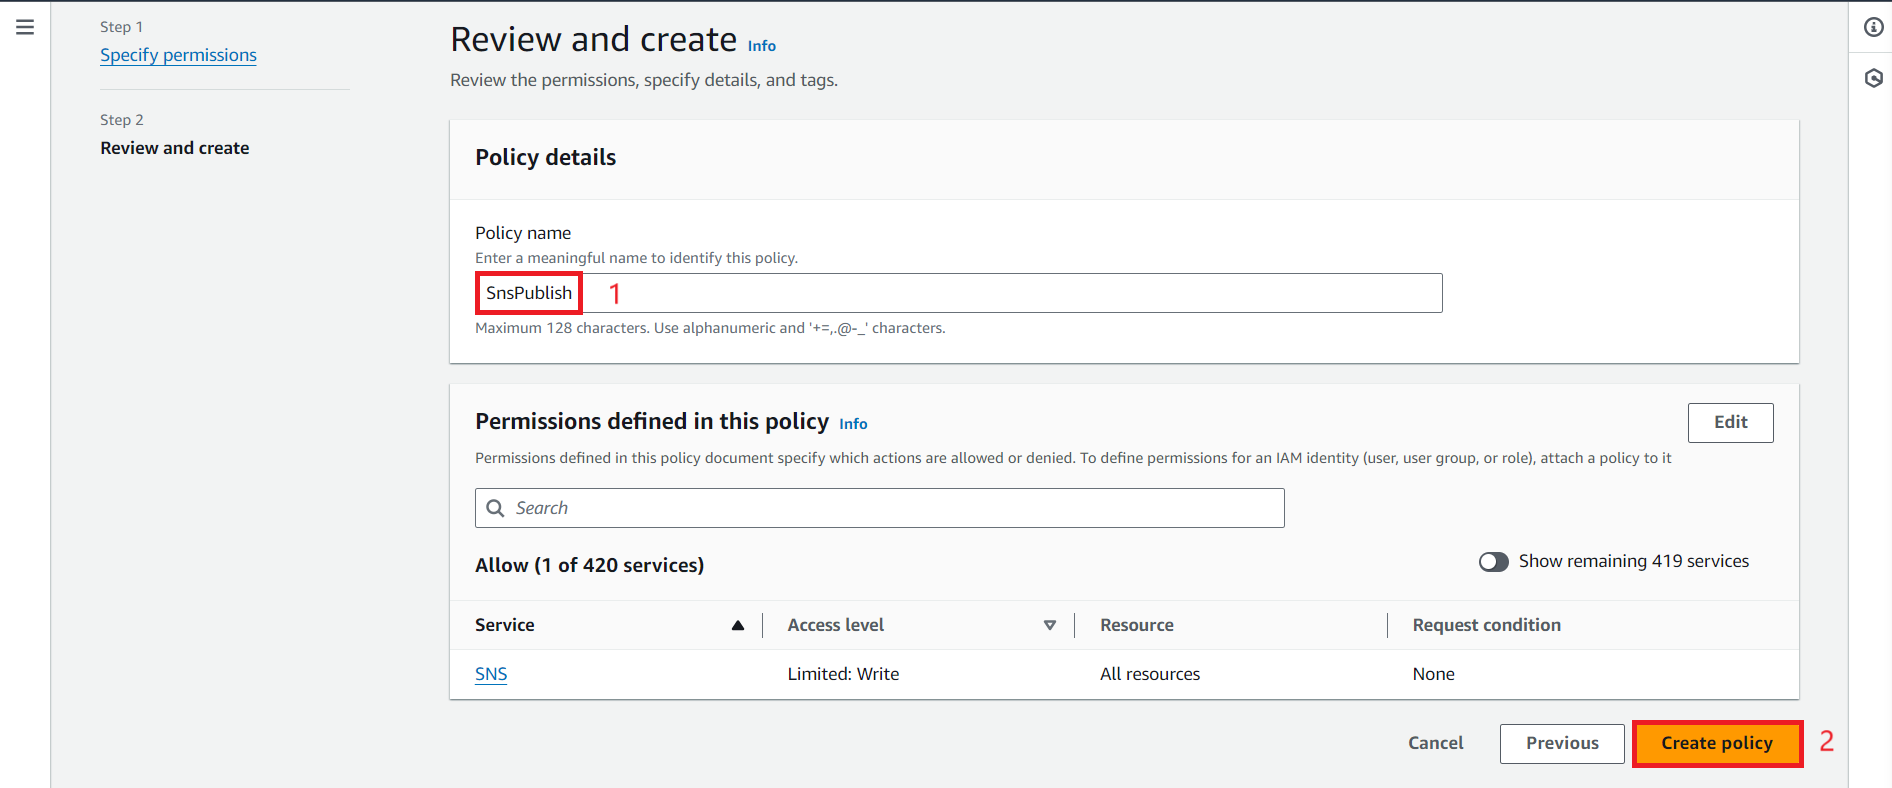 Step 1
Specify permissions
Step 2
Review and create
Review and create Info
Review the permissions, specify details, and tags.
Policy details
Policy name
Enter a meaningful name to identify this policy.
SnsPublish 1
Maximum 128 characters. Use alphanumeric and '+=,.@-_' characters.
Permissions defined in this policy Info
Edit
Permissions defined in this policy document specify which actions are allowed or denied. To define permissions for an IAM identity (user, user group, or role), attach a policy to it
Search
Allow (1 of 420 services)
Show remaining 419 services
Service Access level Resource Request condition
SNS Limited: Write All resources None
Cancel Previous Create policy 2